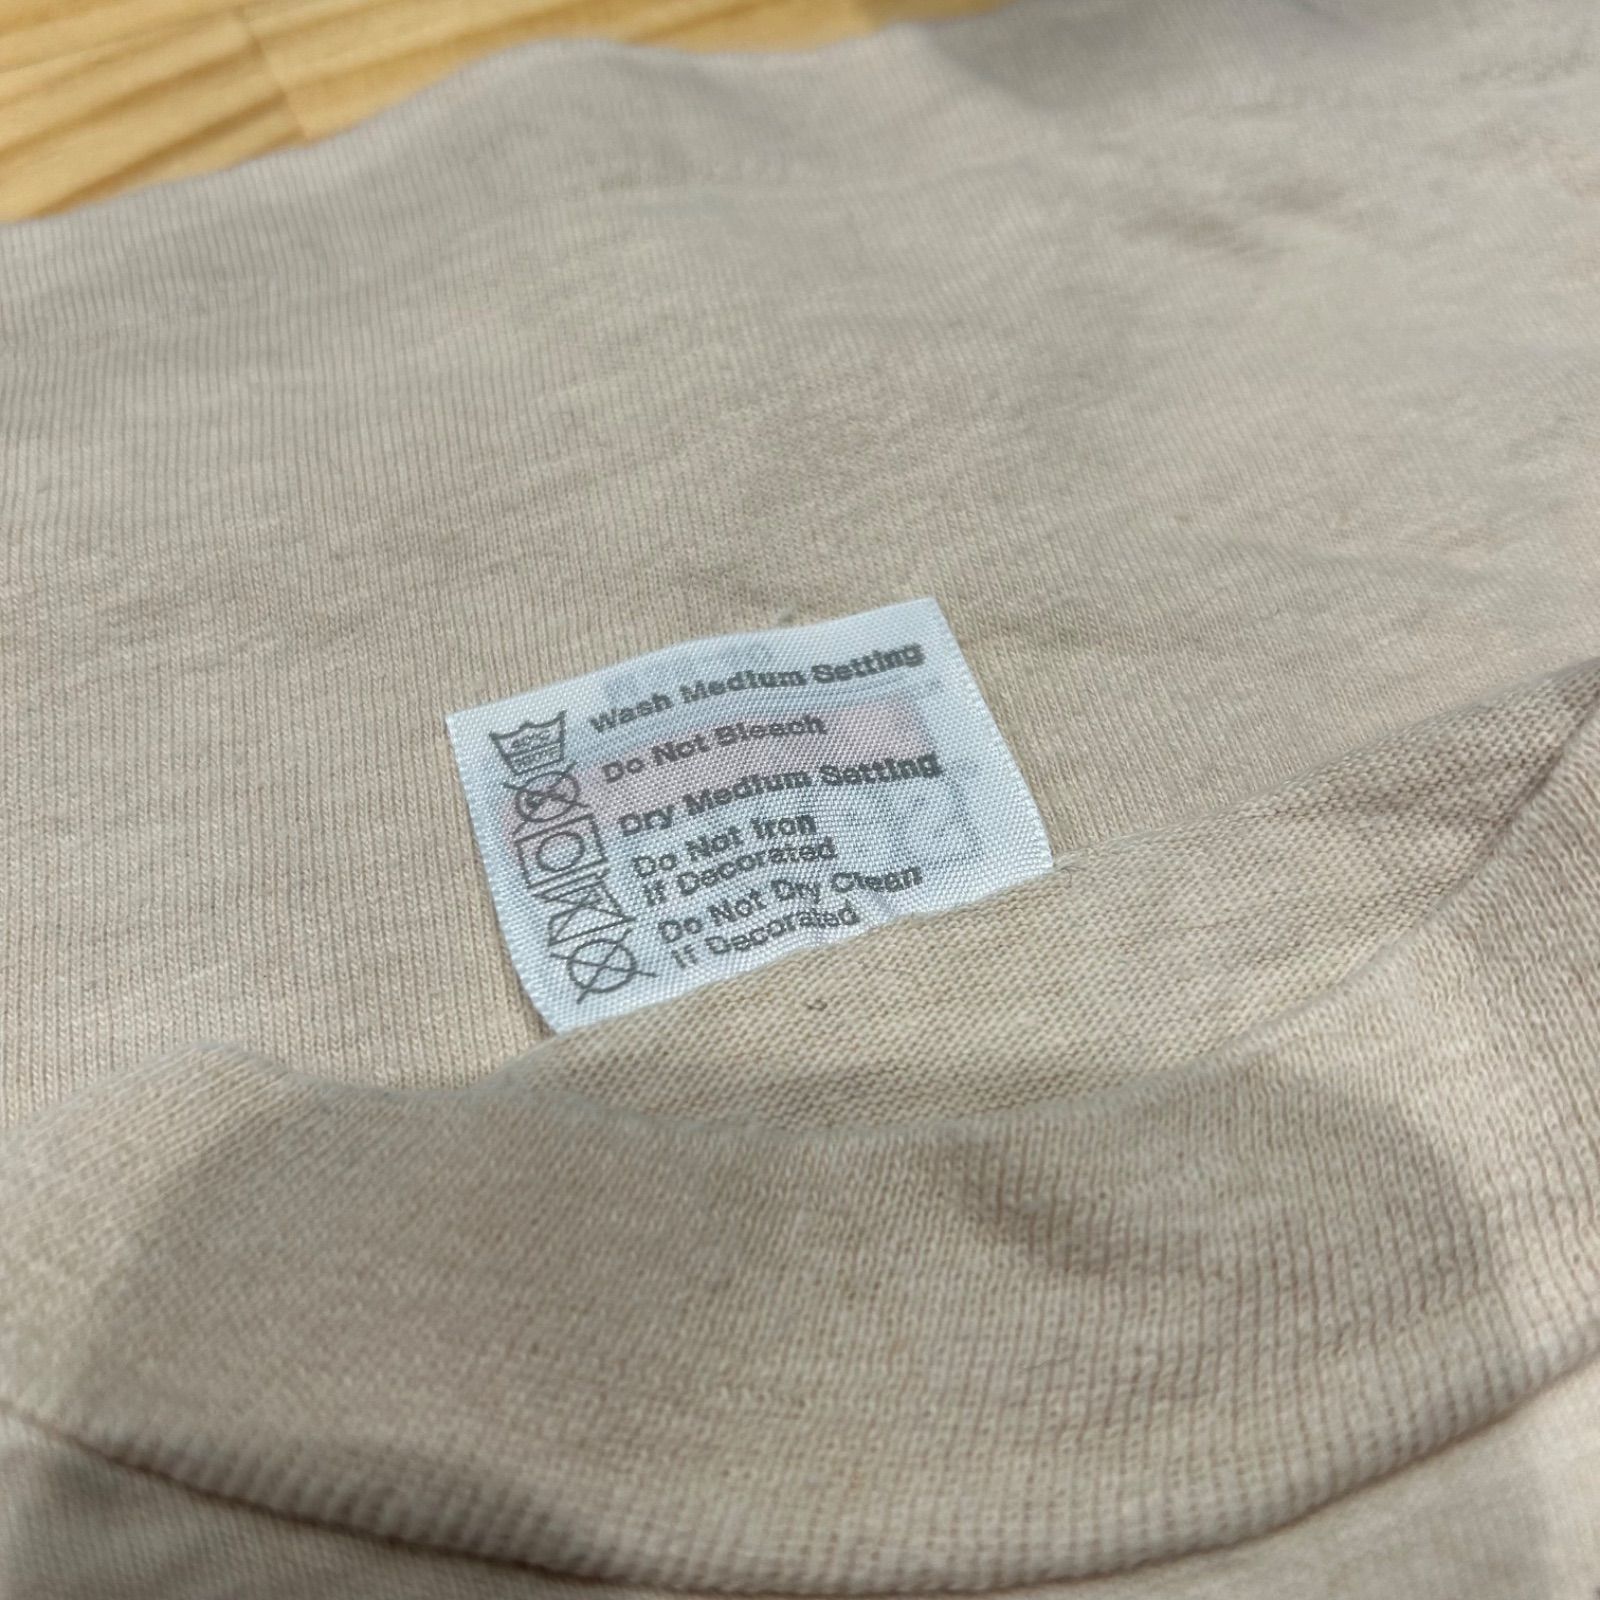 Wash Medium Setting
Do Not Bleach
Dry Medium Setting
Do Not Iron
If Decorated
Do Not Dry Clean
If Decorated